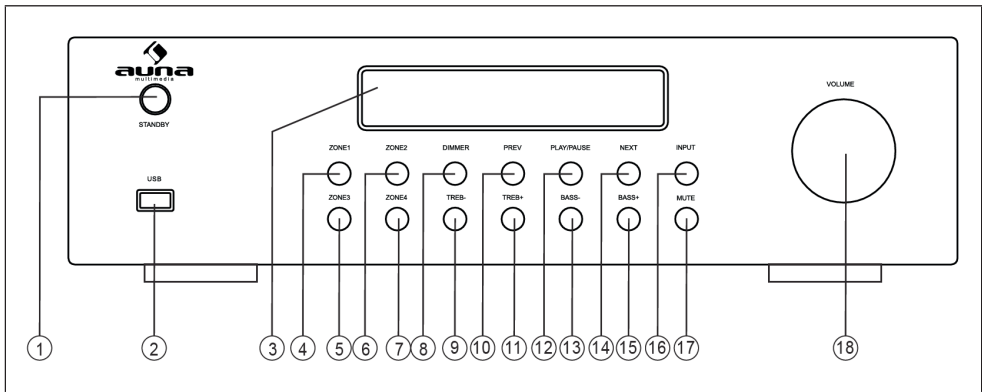 auna
multimedia
STANDBY
VOLUME
ZONE1 ZONE2 DIMMER PREV PLAY/PAUSE NEXT INPUT
USB
ZONE3 ZONE4 TREB- TREB+ BASS- BASS+ MUTE
1 2 3 4 5 6 7 8 9 10 11 12 13 14 15 16 17 18